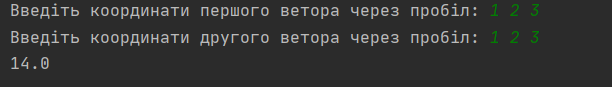 Введіть координати першого ветора через пробіл: 1 2 3
Введіть координати другого ветора через пробіл: 1 2 3
14.0